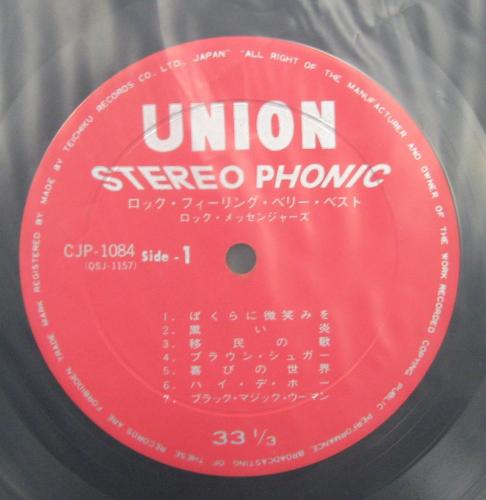 TRADE MARK REGISTERED BY MADE BY TEICHIKU RECORDS CO., LTD., JAPAN" "ALL RIGHT OF THE MANUFACTURER AND OWNER OF THE RECORDED COPYING, PUBLIC PERFORMANCE, BROADCASTING OF THESE RECORDS ARE FORBIDDEN
UNION
STEREO PHONIC
ロック・フィーリング・ベリー・ベスト
ロック・メッセンジャーズ
CJP-1084 Side - 1
(QSJ-1157)
1. ぼくらに微笑みを
2. 黒い炎
3. 移民の歌
4. ブラウン・シュガー
5. 喜びの世界
6. ハイ・デ・ホー
7. ブラック・マジック・ウーマン
33 1/3